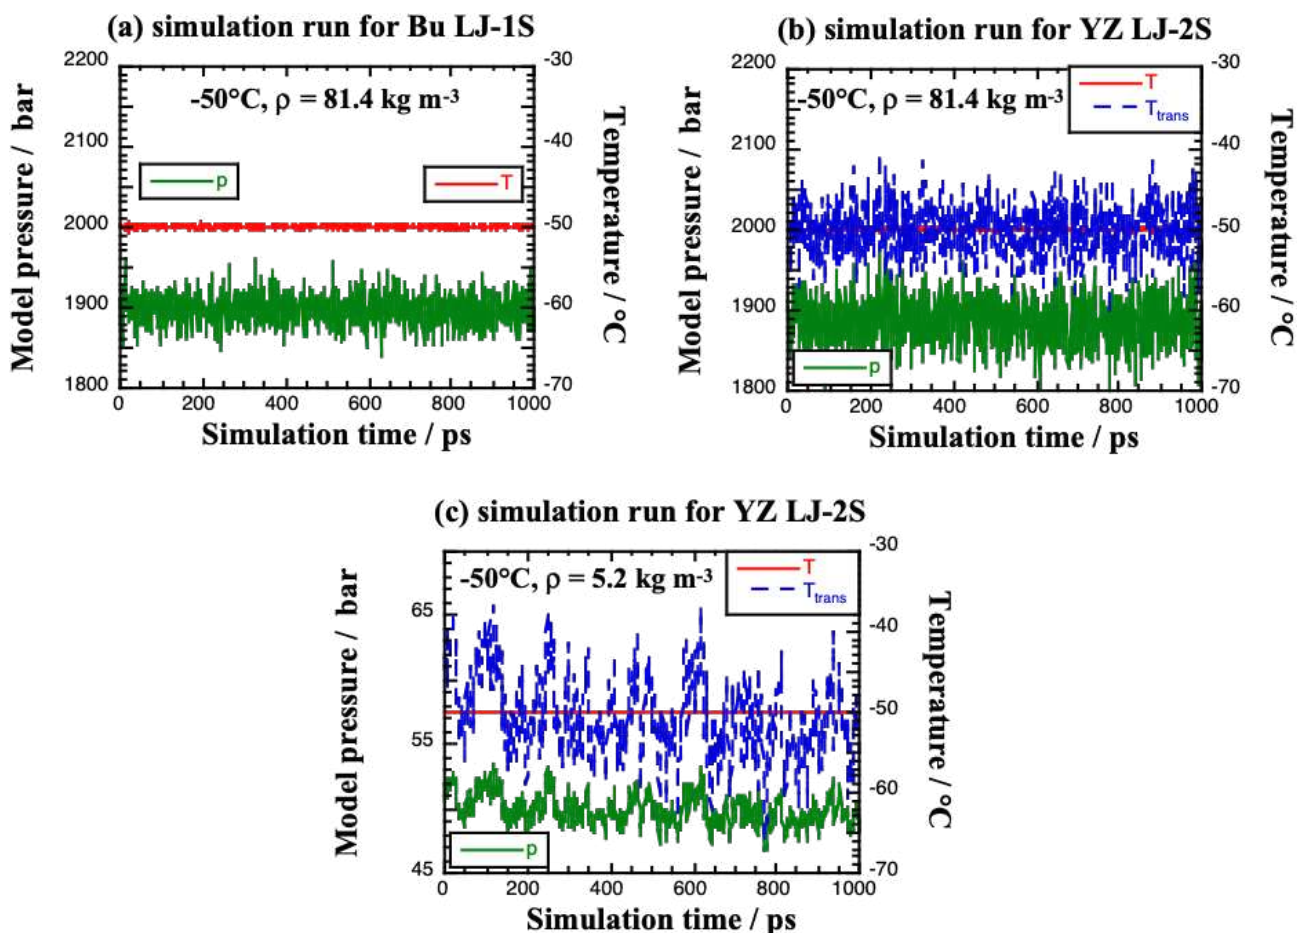 (a) simulation run for Bu LJ-1S
2200
2100
2000
1900
1800
Model pressure / bar
-50°C, ρ = 81.4 kg m-3
p
T
-30
-40
-50
-60
-70
Temperature / °C
0 200 400 600 800 1000
Simulation time / ps
(b) simulation run for YZ LJ-2S
2200
2100
2000
1900
1800
Model pressure / bar
-50°C, ρ = 81.4 kg m-3
T
Ttrans
p
-30
-40
-50
-60
-70
Temperature / °C
0 200 400 600 800 1000
Simulation time / ps
(c) simulation run for YZ LJ-2S
65
55
45
Model pressure / bar
-50°C, ρ = 5.2 kg m-3
T
Ttrans
p
-30
-40
-50
-60
-70
Temperature / °C
0 200 400 600 800 1000
Simulation time / ps